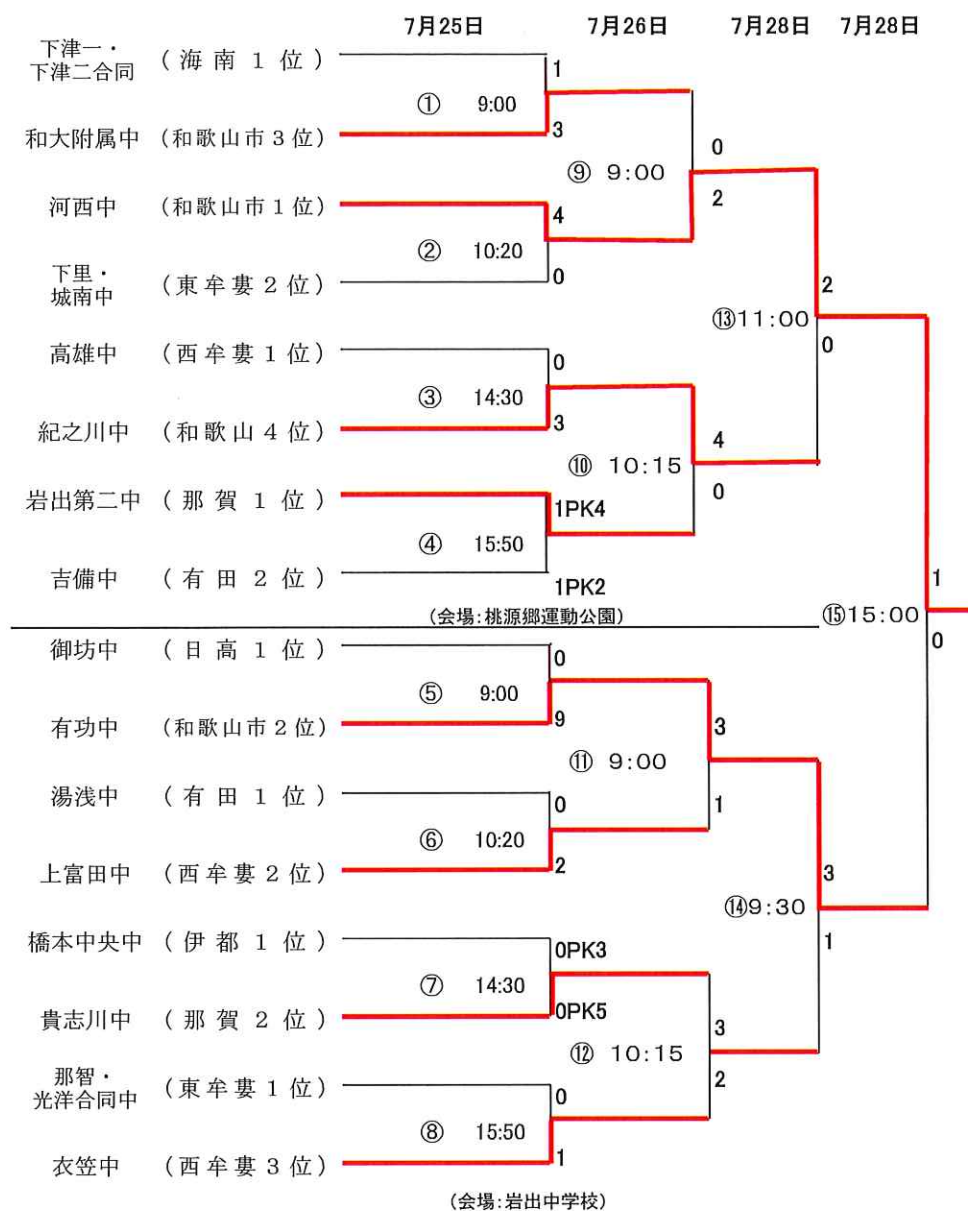 7月25日 7月26日 7月28日 7月28日
下津一・
下津二合同 (海南1位)
1
① 9:00
和大附属中 (和歌山市3位)
3
⑨ 9:00
0
2
河西中 (和歌山市1位)
4
② 10:20
0
下里・
城南中 (東牟婁2位)
2
⑬11:00
0
高雄中 (西牟婁1位)
0
③ 14:30
紀之川中 (和歌山4位)
3
⑩ 10:15
4
0
岩出第二中 (那賀1位)
1PK4
④ 15:50
吉備中 (有田2位)
1PK2
(会場:桃源郷運動公園)
1
⑮15:00
0
御坊中 (日高1位)
0
⑤ 9:00
有功中 (和歌山市2位)
9
⑪ 9:00
3
1
湯浅中 (有田1位)
0
⑥ 10:20
上富田中 (西牟婁2位)
2
3
⑭9:30
1
橋本中央中 (伊都1位)
0PK3
⑦ 14:30
貴志川中 (那賀2位)
0PK5
⑫ 10:15
3
2
那智・
光洋合同中 (東牟婁1位)
0
⑧ 15:50
衣笠中 (西牟婁3位)
1
(会場:岩出中学校)